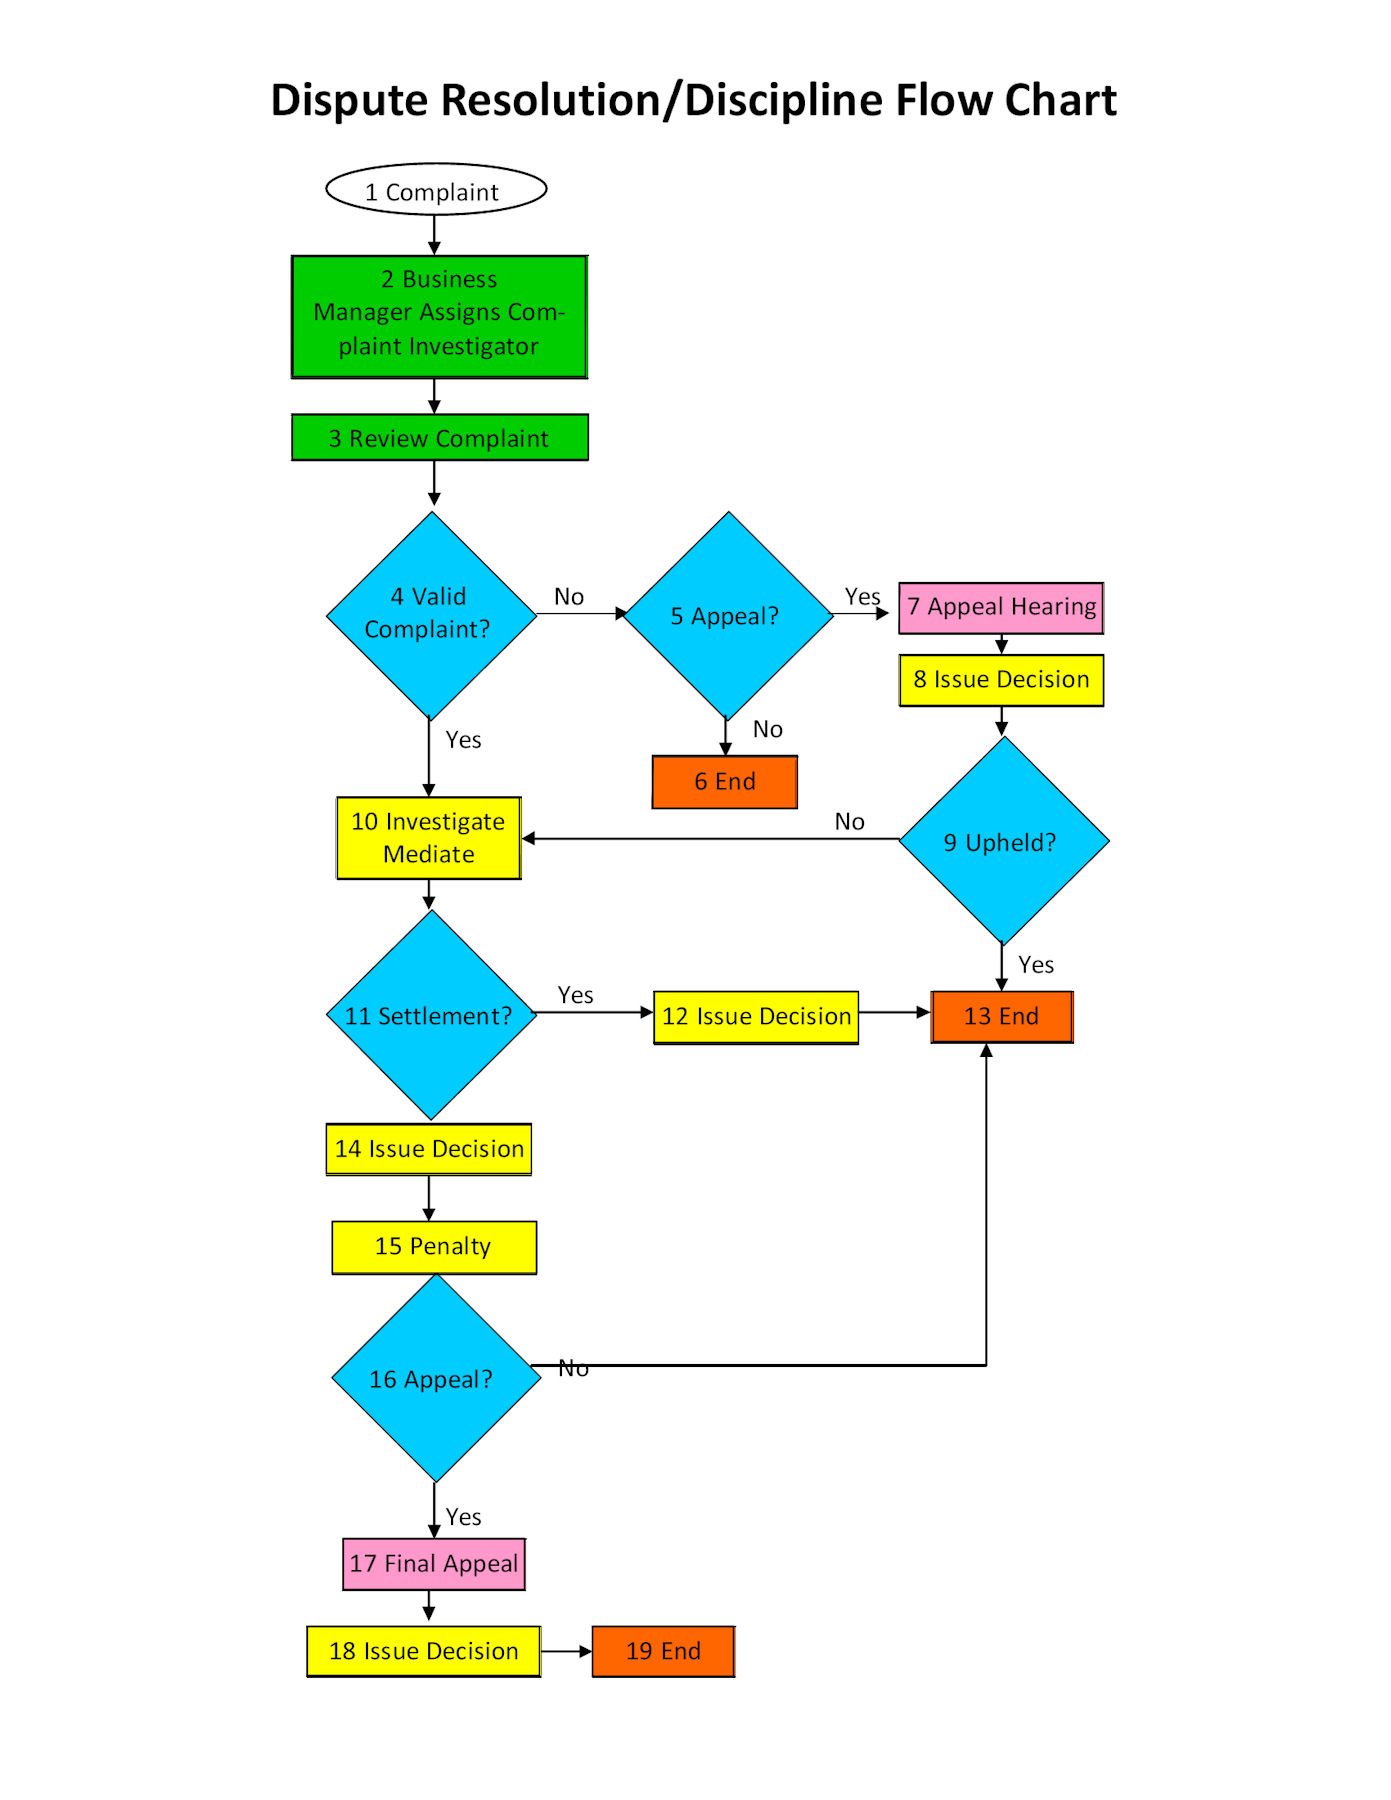 Dispute Resolution/Discipline Flow Chart
1 Complaint
2 Business
Manager Assigns Com-
plaint Investigator
3 Review Complaint
4 Valid
Complaint?
No
5 Appeal?
Yes
7 Appeal Hearing
8 Issue Decision
Yes
No
6 End
10 Investigate
Mediate
No
9 Upheld?
Yes
11 Settlement?
Yes
12 Issue Decision
13 End
14 Issue Decision
15 Penalty
16 Appeal?
No
Yes
17 Final Appeal
18 Issue Decision
19 End